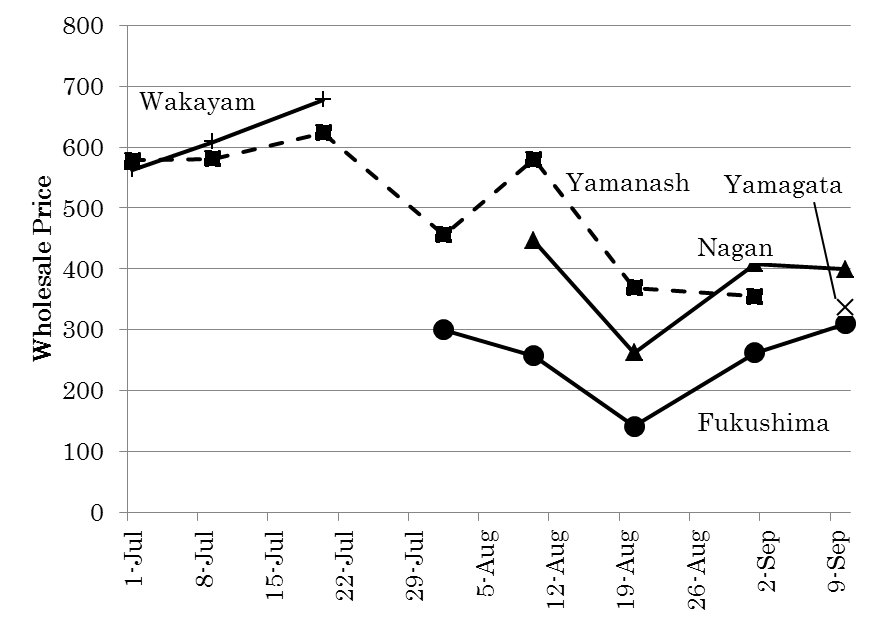 800
700
600
500
400
300
200
100
0
Wholesale Price
Wakayam
Yamanash
Yamagata
Nagan
Fukushima
1-Jul
8-Jul
15-Jul
22-Jul
29-Jul
5-Aug
12-Aug
19-Aug
26-Aug
2-Sep
9-Sep